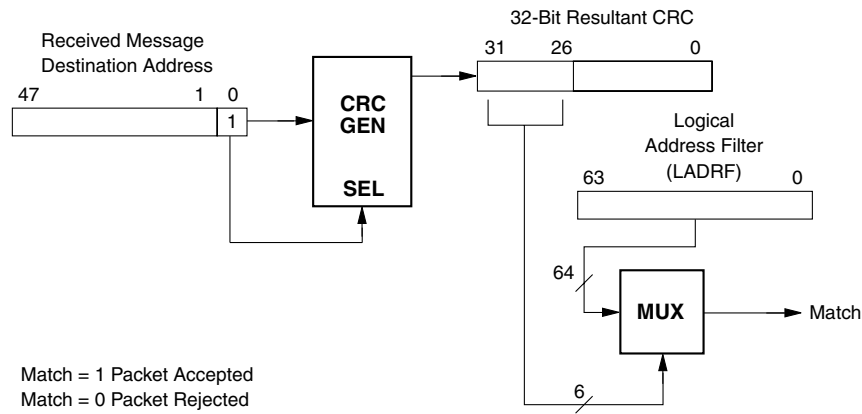 32-Bit Resultant CRC
Received Message
Destination Address
31 26 0
47 1 0
1
CRC
GEN
SEL
Logical
Address Filter
(LADRF)
63 0
64
MUX
Match
6
Match = 1 Packet Accepted
Match = 0 Packet Rejected